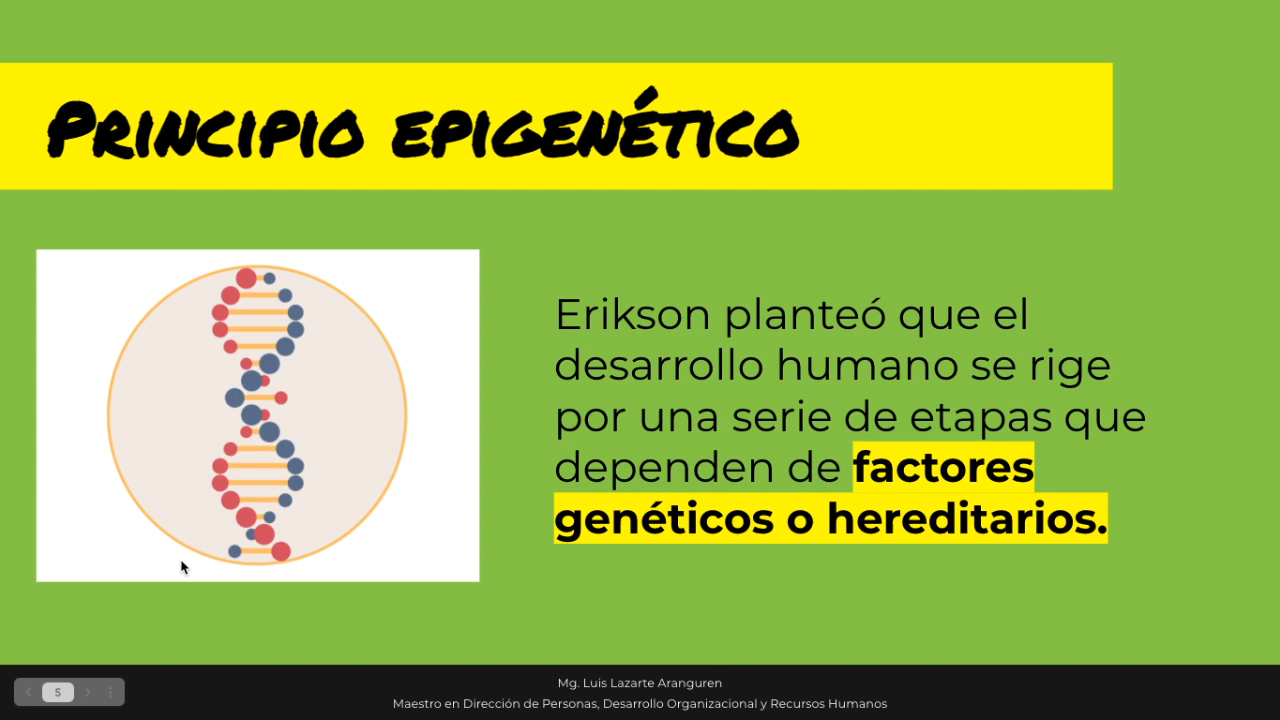 Principio epigenético
Erikson planteó que el
desarrollo humano se rige
por una serie de etapas que
dependen de factores
genéticos o hereditarios.
5
Mg. Luis Lazarte Aranguren
Maestro en Dirección de Personas, Desarrollo Organizacional y Recursos Humanos